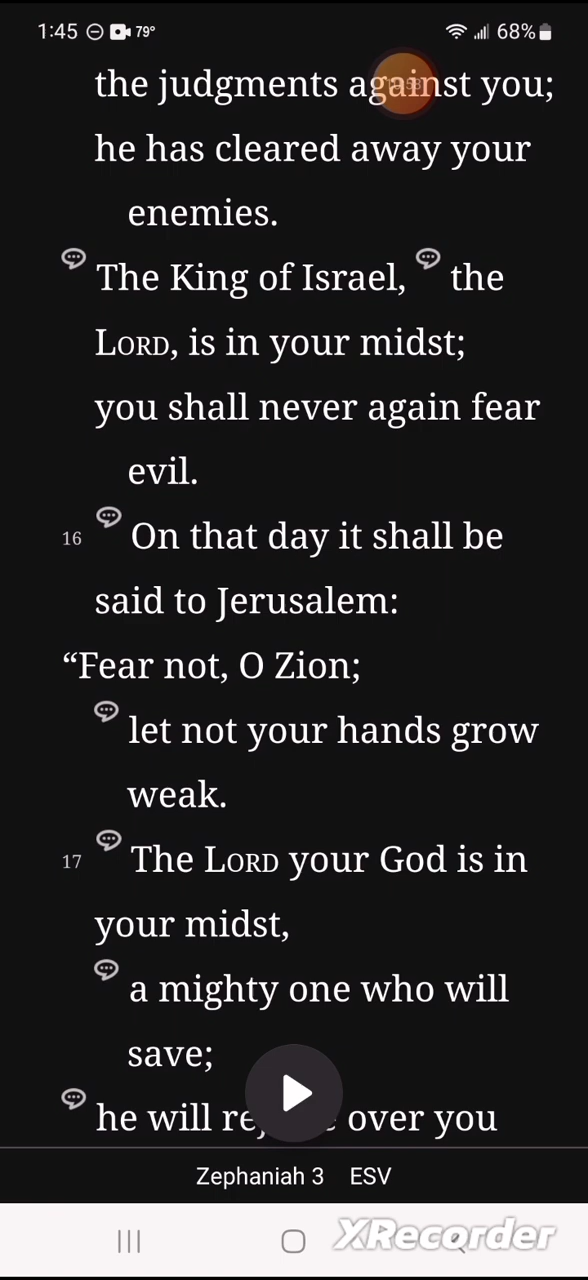 1:45 79° 68%
the judgments against you;
he has cleared away your
enemies.
The King of Israel, the
LORD, is in your midst;
you shall never again fear
evil.
16 On that day it shall be
said to Jerusalem:
“Fear not, O Zion;
let not your hands grow
weak.
17 The LORD your God is in
your midst,
a mighty one who will
save;
he will over you
Zephaniah 3 ESV
XRecorder